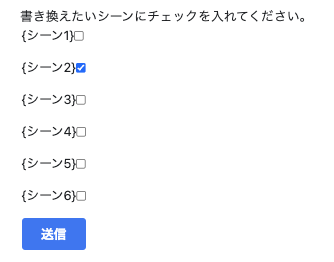 書き換えたいシーンにチェックを入れてください。
{シーン1}
{シーン2}
{シーン3}
{シーン4}
{シーン5}
{シーン6}
送信